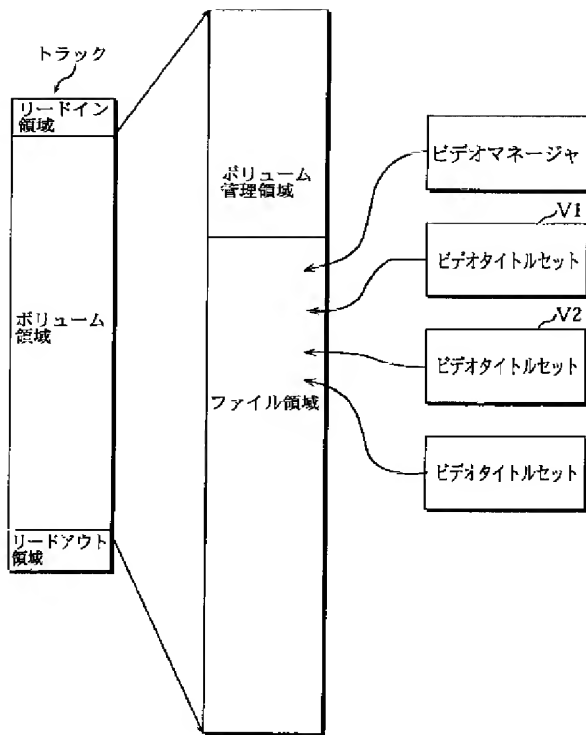 トラック
リードイン
領域
ボリューム
領域
リードアウト
領域
ボリューム
管理領域
ファイル領域
ビデオマネージャ
V1
ビデオタイトルセット
V2
ビデオタイトルセット
ビデオタイトルセット